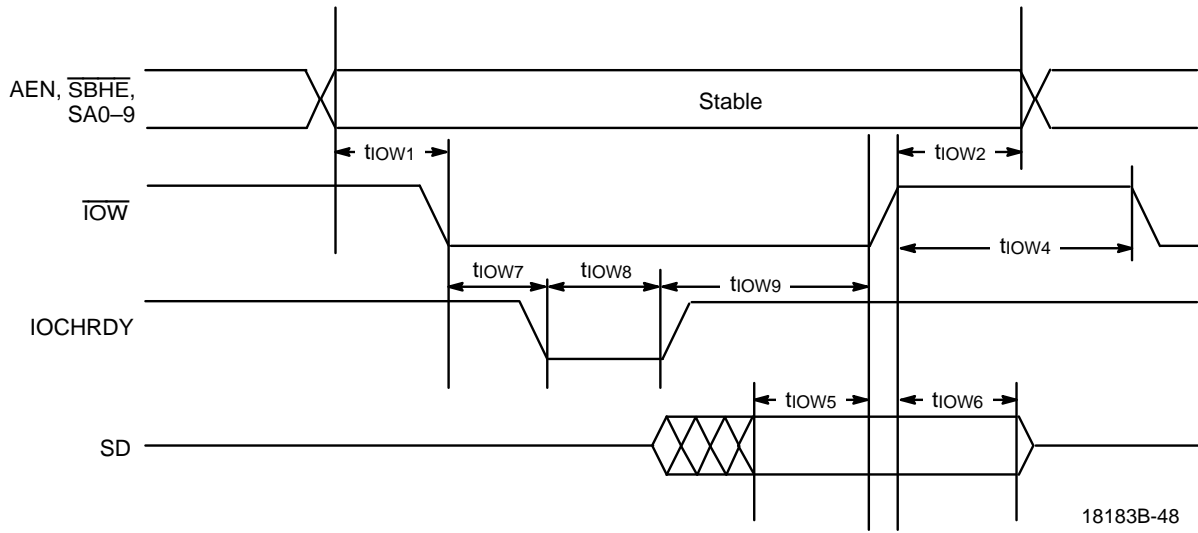 AEN, SBHE,
SA0–9
Stable
tIOW1
tIOW2
IOW
tIOW4
tIOW7
tIOW8
tIOW9
IOCHRDY
tIOW5
tIOW6
SD
18183B-48